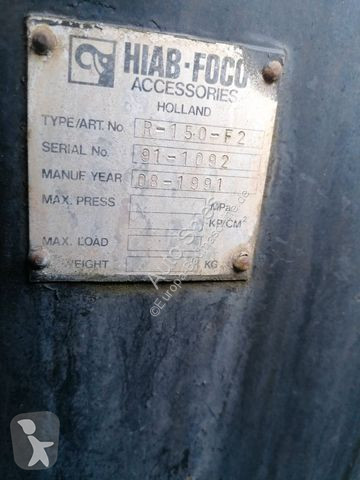 HIAB-FOCO
ACCESSORIES
HOLLAND
TYPE/ART. No. R-150-F2
SERIAL No. 91-1092
MANUF YEAR 08-1991
MAX. PRESS MPa
KP/CM²
MAX. LOAD
WEIGHT KG